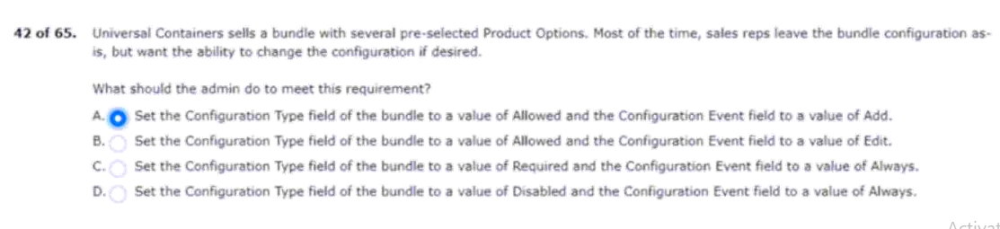 42 of 65. Universal Containers sells a bundle with several pre-selected Product Options. Most of the time, sales reps leave the bundle configuration as-
is, but want the ability to change the configuration if desired.
What should the admin do to meet this requirement?
A. Set the Configuration Type field of the bundle to a value of Allowed and the Configuration Event field to a value of Add.
B. Set the Configuration Type field of the bundle to a value of Allowed and the Configuration Event field to a value of Edit.
C. Set the Configuration Type field of the bundle to a value of Required and the Configuration Event field to a value of Always.
D. Set the Configuration Type field of the bundle to a value of Disabled and the Configuration Event field to a value of Always.